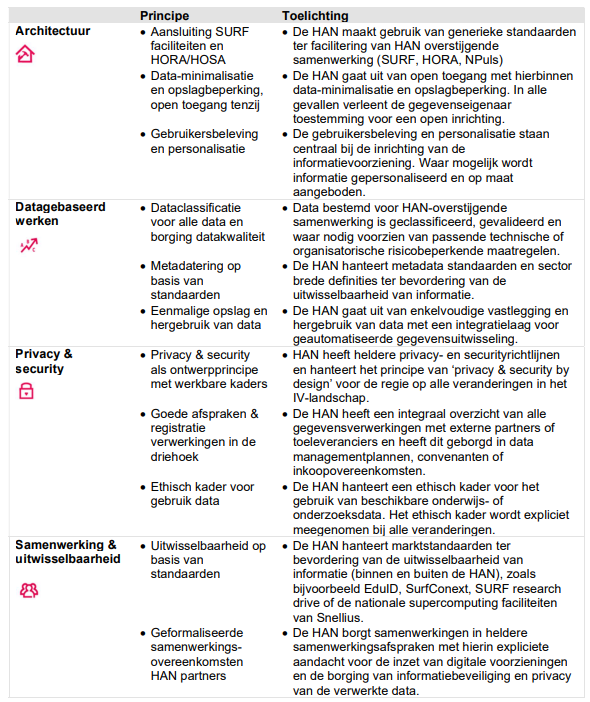 Principe Toelichting
Architectuur
• Aansluiting SURF
faciliteiten en
HORA/HOSA
• De HAN maakt gebruik van generieke standaarden
ter facilitering van HAN overstijgende
samenwerking (SURF, HORA, NPuls)
• Data-minimalisatie
en opslagbeperking,
open toegang tenzij
• De HAN gaat uit van open toegang met hierbinnen
data-minimalisatie en opslagbeperking. In alle
gevallen verleent de gegevenseigenaar
toestemming voor een open inrichting.
• Gebruikersbeleving
en personalisatie
• De gebruikersbeleving en personalisatie staan
centraal bij de inrichting van de
informatievoorziening. Waar mogelijk wordt
informatie gepersonaliseerd en op maat
aangeboden.
Datagebaseerd
werken
• Dataclassificatie
voor alle data en
borging datakwaliteit
• Data bestemd voor HAN-overstijgende
samenwerking is geclassificeerd, gevalideerd en
waar nodig voorzien van passende technische of
organisatorische risicobeperkende maatregelen.
• Metadatering op
basis van
standaarden
• De HAN hanteert metadata standaarden en sector
brede definities ter bevordering van de
uitwisselbaarheid van informatie.
• Eenmalige opslag en
hergebruik van data
• De HAN gaat uit van enkelvoudige vastlegging en
hergebruik van data met een integratielaag voor
geautomatiseerde gegevensuitwisseling.
Privacy &
security
• Privacy & security
als ontwerpprincipe
met werkbare kaders
• HAN heeft heldere privacy- en securityrichtlijnen
en hanteert het principe van ‘privacy & security by
design’ voor de regie op alle veranderingen in het
IV-landschap.
• Goede afspraken &
registratie
verwerkingen in de
driehoek
• De HAN heeft een integraal overzicht van alle
gegevensverwerkingen met externe partners of
toeleveranciers en heeft dit geborgd in data
managementplannen, convenanten of
inkoopovereenkomsten.
• Ethisch kader voor
gebruik data
• De HAN hanteert een ethisch kader voor het
gebruik van beschikbare onderwijs- of
onderzoeksdata. Het ethisch kader wordt expliciet
meegenomen bij alle veranderingen.
Samenwerking &
uitwisselbaarheid
• Uitwisselbaarheid op
basis van
standaarden
• De HAN hanteert marktstandaarden ter
bevordering van de uitwisselbaarheid van
informatie (binnen en buiten de HAN), zoals
bijvoorbeeld EduID, SurfConext, SURF research
drive of de nationale supercomputing faciliteiten
van Snellius.
• Geformaliseerde
samenwerkings-
overeenkomsten
HAN partners
• De HAN borgt samenwerkingen in heldere
samenwerkingsafspraken met hierin expliciete
aandacht voor de inzet van digitale voorzieningen
en de borging van informatiebeveiliging en privacy
van de verwerkte data.